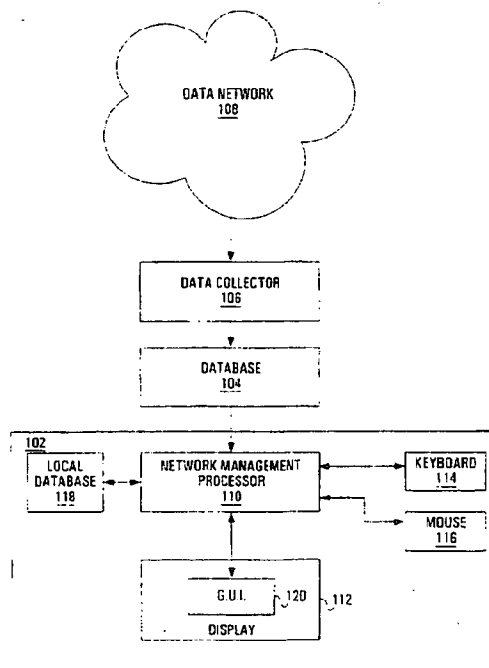 DATA NETWORK
108
DATA COLLECTOR
106
DATABASE
104
102
LOCAL
DATABASE
118
NETWORK MANAGEMENT
PROCESSOR
110
KEYBOARD
114
MOUSE
116
G.U.I.
120
112
DISPLAY